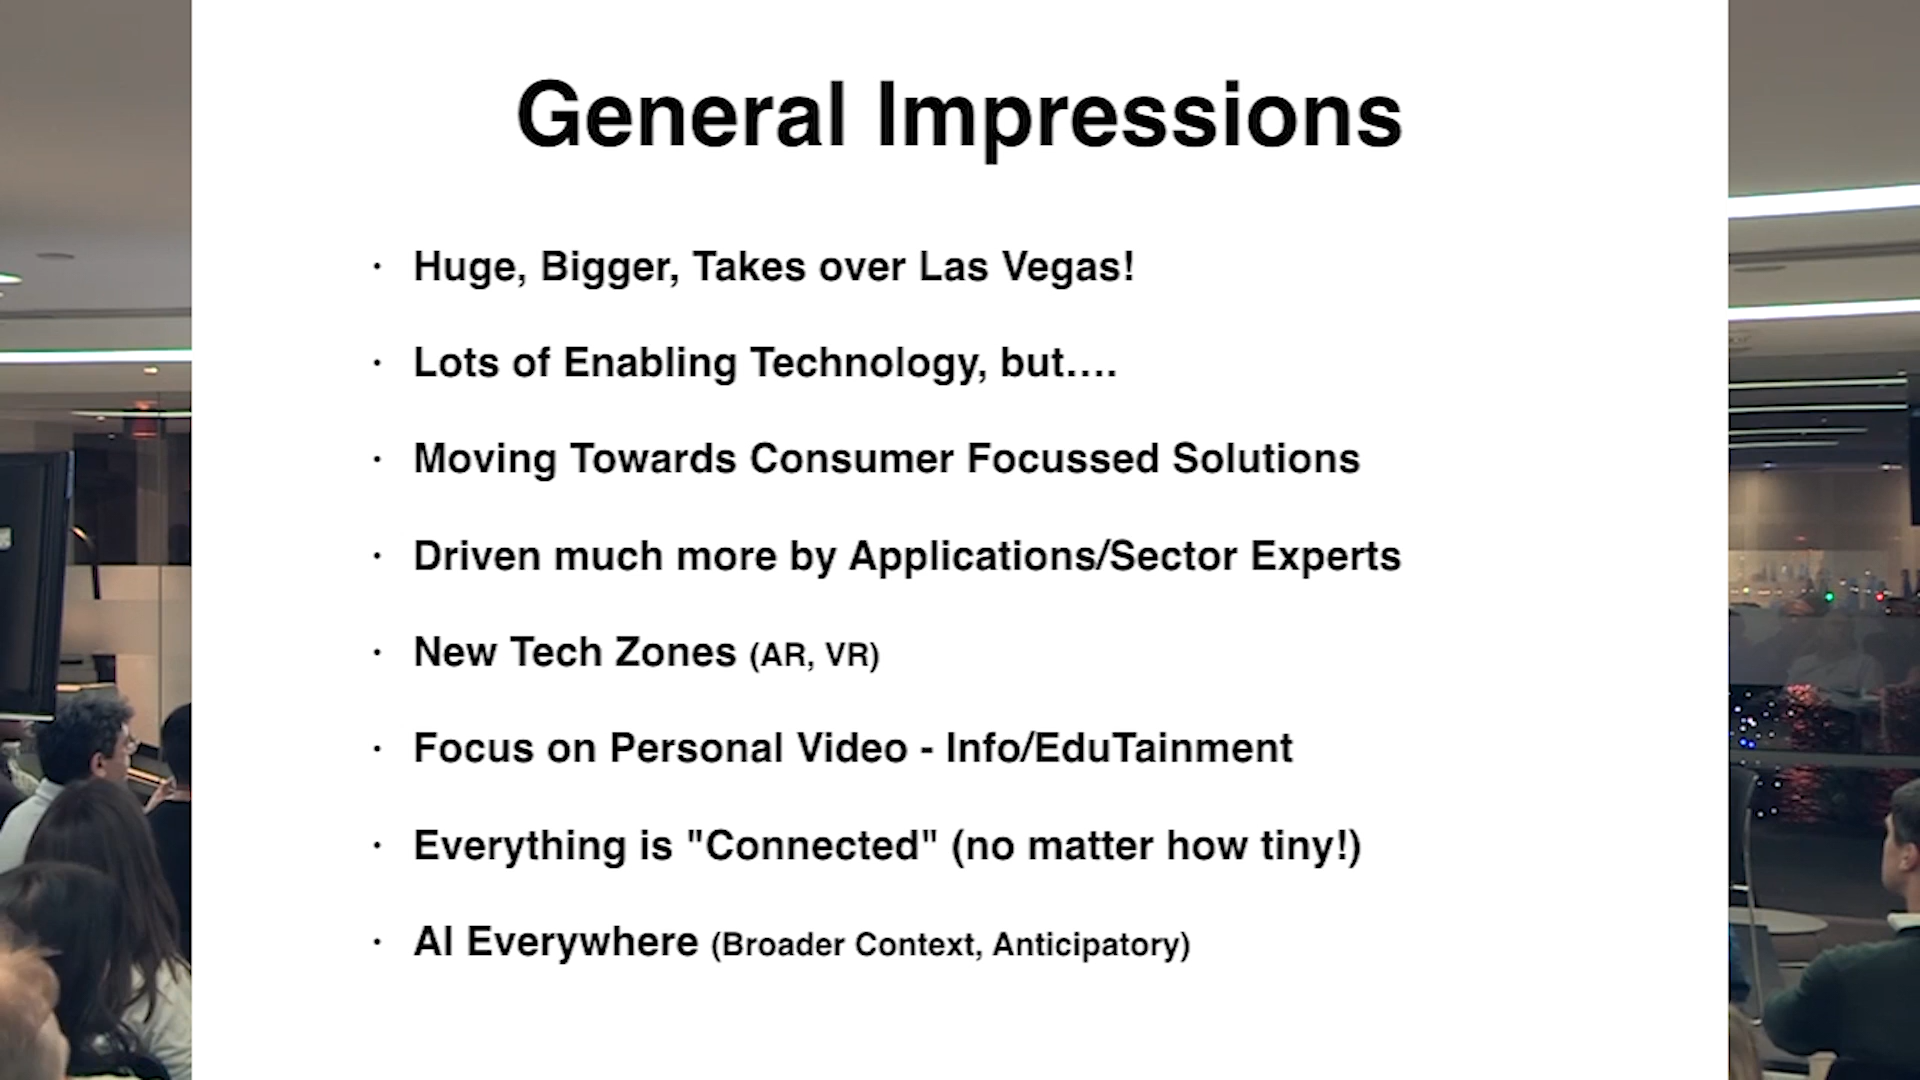 General Impressions
· Huge, Bigger, Takes over Las Vegas!
· Lots of Enabling Technology, but....
· Moving Towards Consumer Focussed Solutions
· Driven much more by Applications/Sector Experts
· New Tech Zones (AR, VR)
· Focus on Personal Video - Info/EduTainment
· Everything is "Connected" (no matter how tiny!)
· AI Everywhere (Broader Context, Anticipatory)